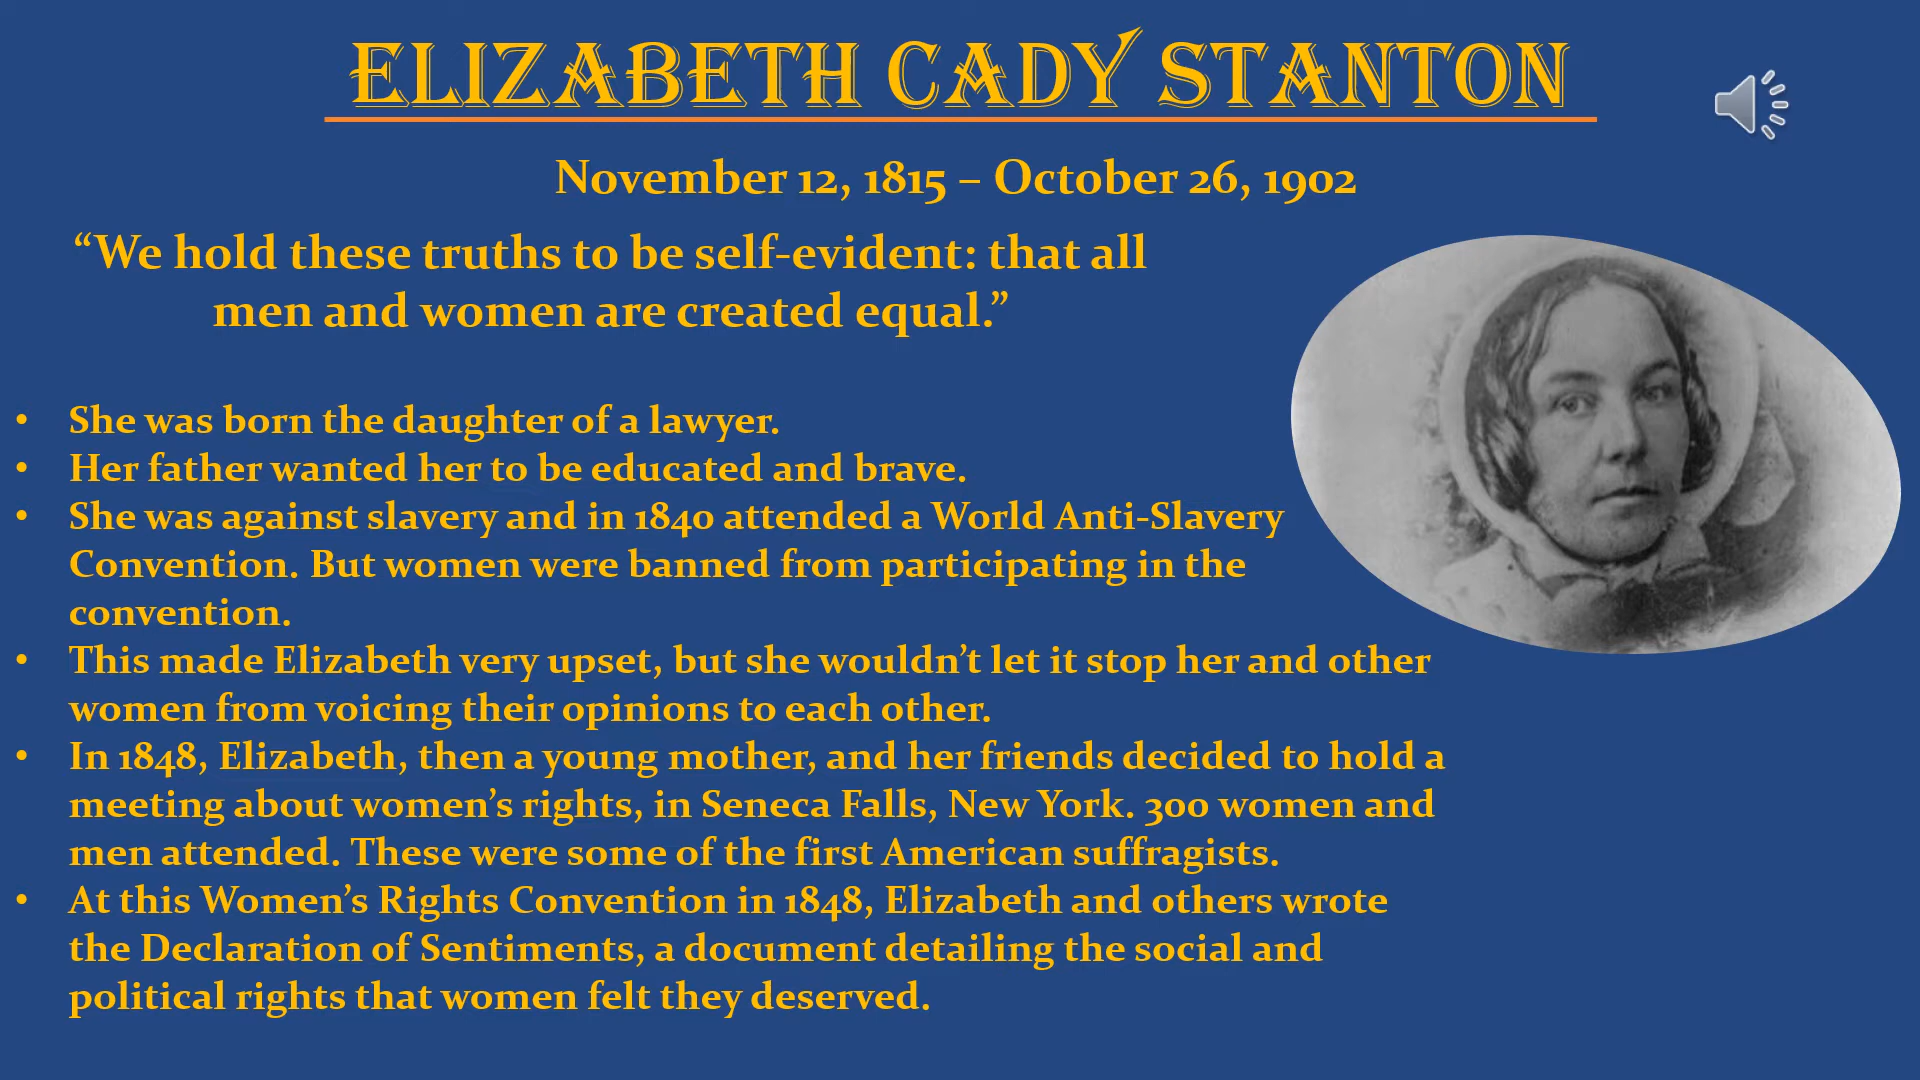 ELIZABETH CADY STANTON
November 12, 1815 – October 26, 1902
“We hold these truths to be self-evident: that all
men and women are created equal.”
• She was born the daughter of a lawyer.
• Her father wanted her to be educated and brave.
• She was against slavery and in 1840 attended a World Anti-Slavery
Convention. But women were banned from participating in the
convention.
• This made Elizabeth very upset, but she wouldn’t let it stop her and other
women from voicing their opinions to each other.
• In 1848, Elizabeth, then a young mother, and her friends decided to hold a
meeting about women’s rights, in Seneca Falls, New York. 300 women and
men attended. These were some of the first American suffragists.
• At this Women’s Rights Convention in 1848, Elizabeth and others wrote
the Declaration of Sentiments, a document detailing the social and
political rights that women felt they deserved.